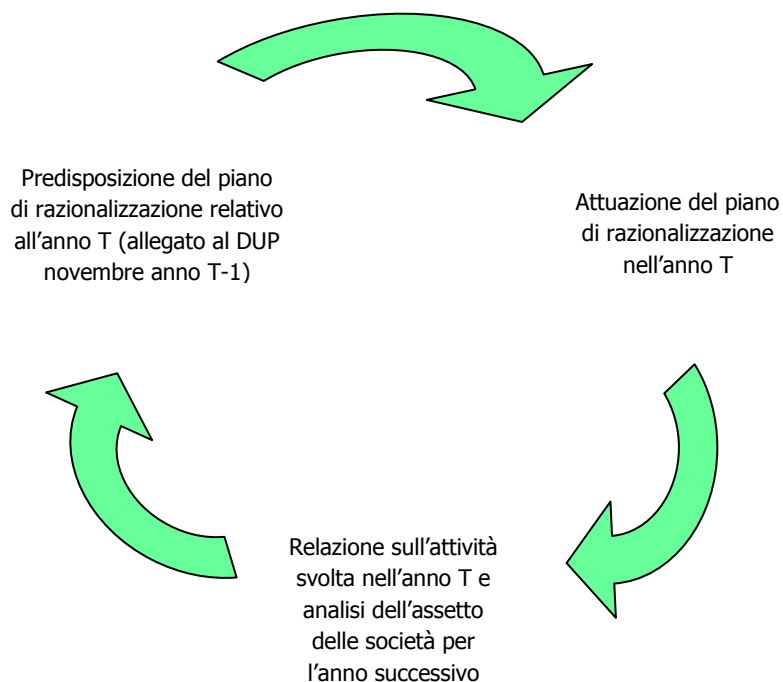 Predisposizione del piano
di razionalizzazione relativo
all’anno T (allegato al DUP
novembre anno T-1)
Attuazione del piano
di razionalizzazione
nell’anno T
Relazione sull’attività
svolta nell’anno T e
analisi dell’assetto
delle società per
l’anno successivo